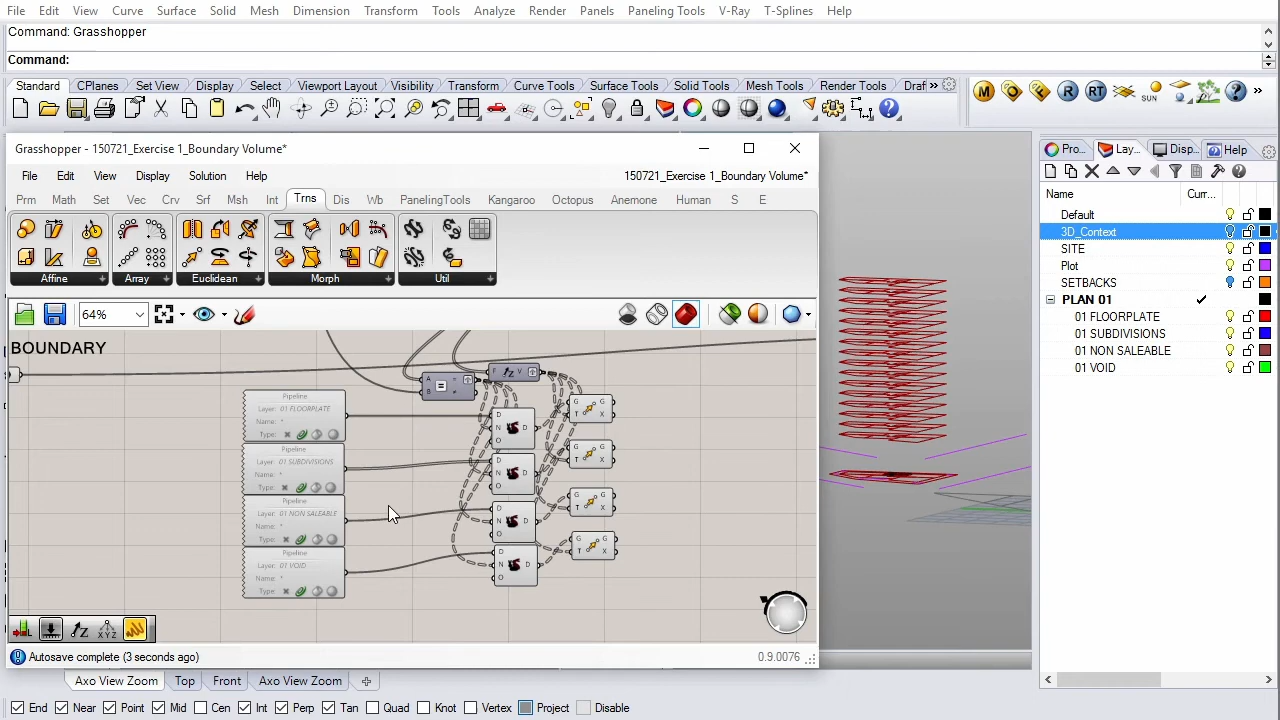 File Edit View Curve Surface Solid Mesh Dimension Transform Tools Analyze Render Panels Paneling Tools V-Ray T-Splines Help
Command: Grasshopper
Command:
Standard CPlanes Set View Display Select Viewport Layout Visibility Transform Curve Tools Surface Tools Solid Tools Mesh Tools Render Tools Draf »
SUN
Grasshopper - 150721_Exercise 1_Boundary Volume*
File Edit View Display Solution Help 150721_Exercise 1_Boundary Volume*
Prm Math Set Vec Crv Srf Msh Int Trns Dis Wb PanelingTools Kangaroo Octopus Anemone Human S E
Affine Array Euclidean Morph Util
64%
BOUNDARY
Pipeline
Layer: 01 FLOORPLATE
Name: *
Type:
Pipeline
Layer: 01 SUBDIVISIONS
Name: *
Type:
Pipeline
Layer: 01 NON SALEABLE
Name: *
Type:
Pipeline
Layer: 01 VOID
Name: *
Type:
A B = ≠
F V
D N O D
D N O D
D N O D
D N O D
G T G X
G T G X
G T G X
G T G X
XYZ
Autosave complete (3 seconds ago) 0.9.0076
Pro... Lay... Disp... Help
Name Curr...
Default
3D_Context
SITE
Plot
SETBACKS
PLAN 01
01 FLOORPLATE
01 SUBDIVISIONS
01 NON SALEABLE
01 VOID
Axo View Zoom Top Front Axo View Zoom
End Near Point Mid Cen Int Perp Tan Quad Knot Vertex Project Disable